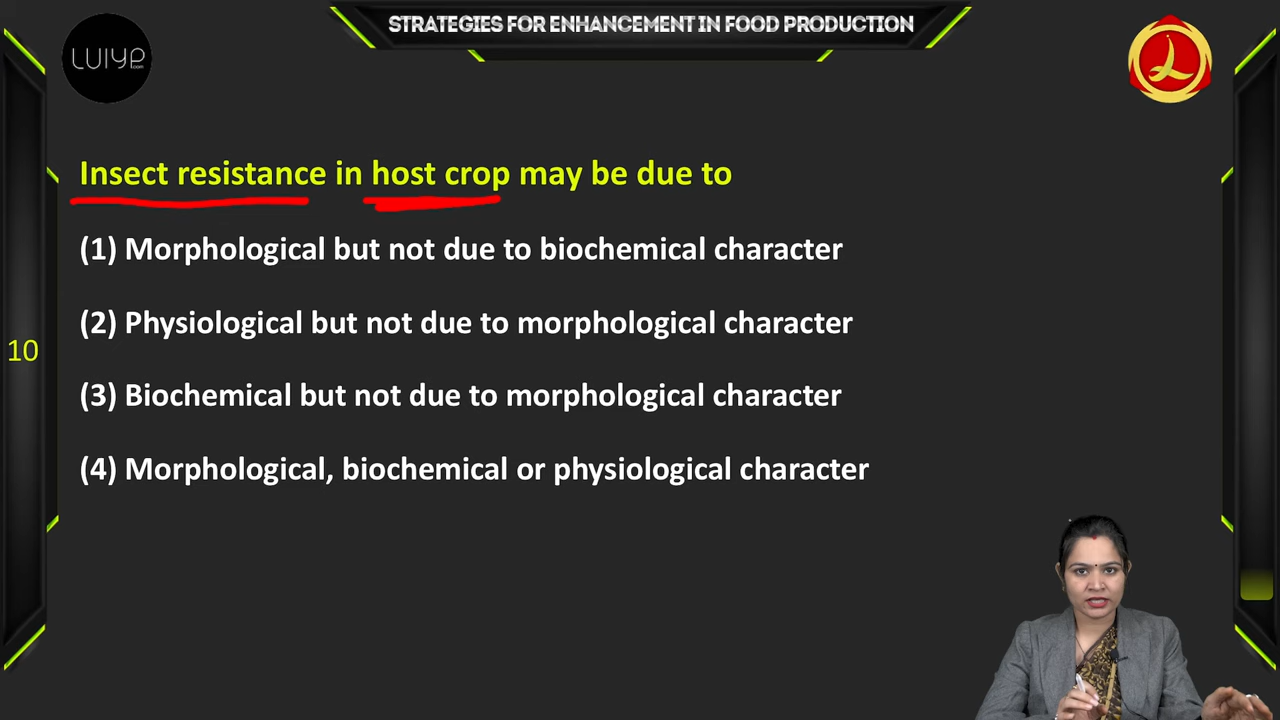 STRATEGIES FOR ENHANCEMENT IN FOOD PRODUCTION
LUIYP
.com
Insect resistance in host crop may be due to
(1) Morphological but not due to biochemical character
(2) Physiological but not due to morphological character
10
(3) Biochemical but not due to morphological character
(4) Morphological, biochemical or physiological character